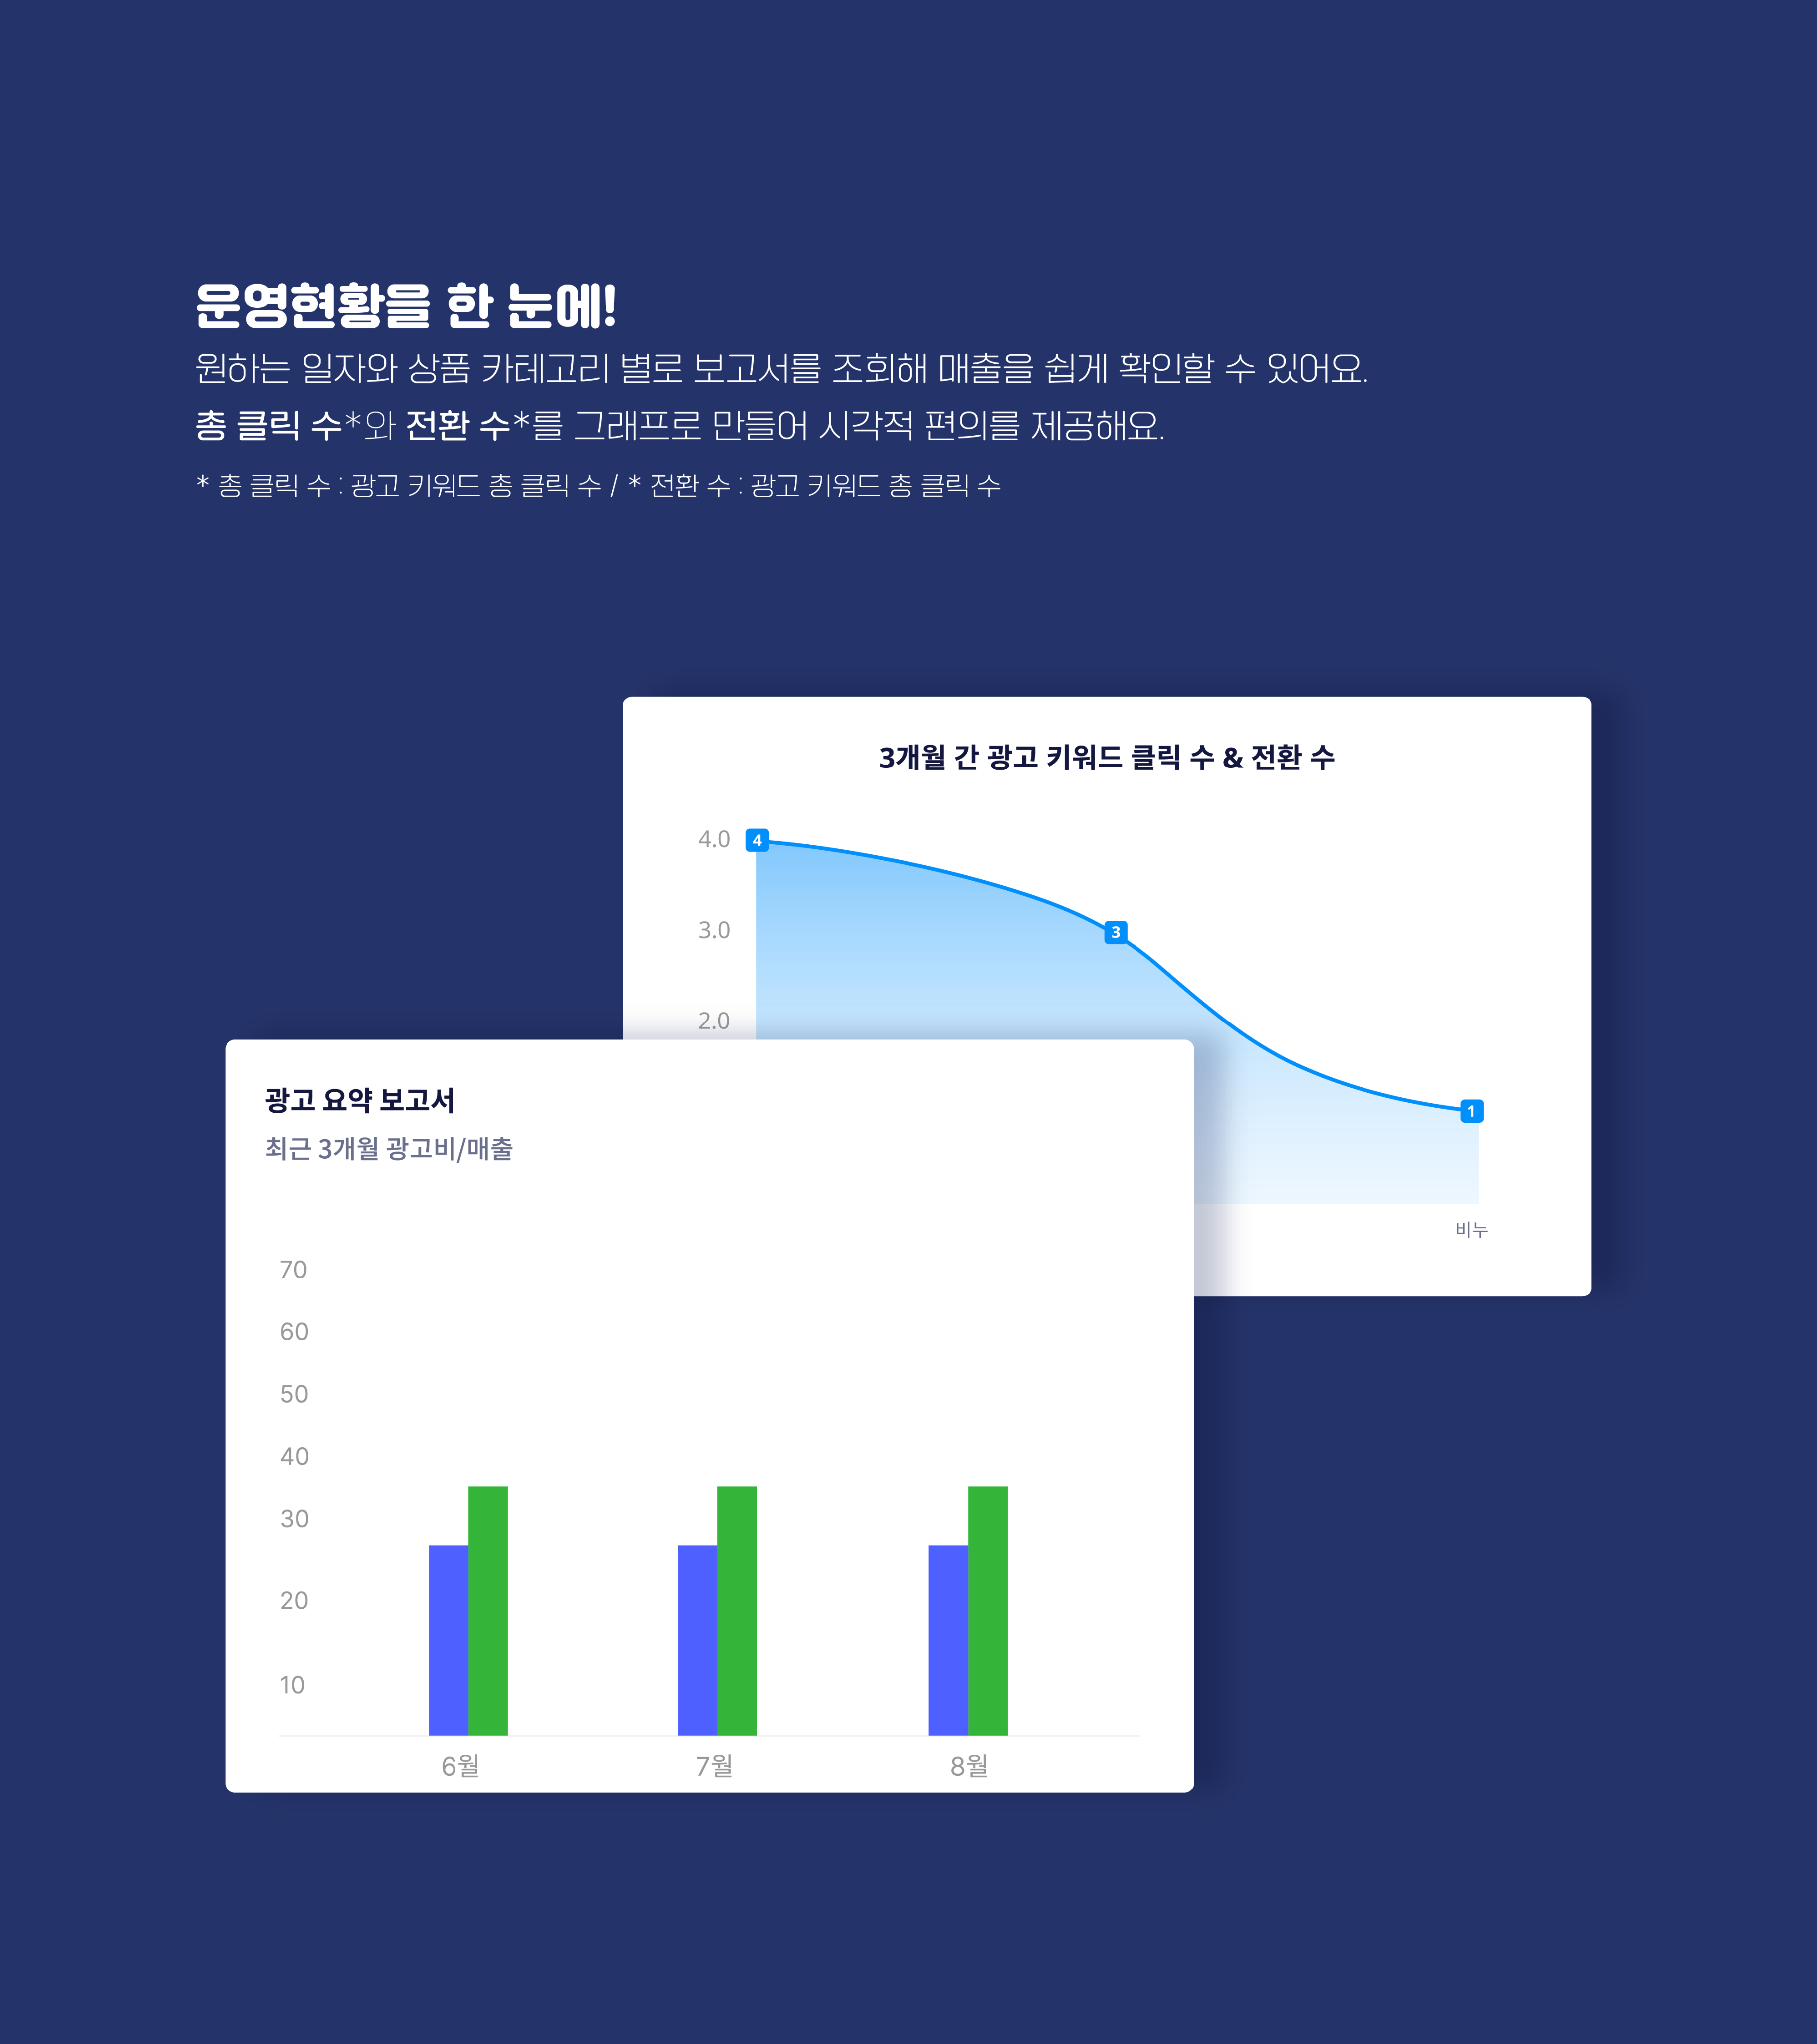 운영현황을 한 눈에!
원하는 일자와 상품 카테고리 별로 보고서를 조회해 매출을 쉽게 확인할 수 있어요.
총 클릭 수*와 전환 수*를 그래프로 만들어 시각적 편의를 제공해요.
* 총 클릭 수 : 광고 키워드 총 클릭 수 / * 전환 수 : 광고 키워드 총 클릭 수
3개월 간 광고 키워드 클릭 수 & 전환 수
4.0
4
3.0
3
2.0
1
비누
광고 요약 보고서
최근 3개월 광고비/매출
70
60
50
40
30
20
10
6월 7월 8월